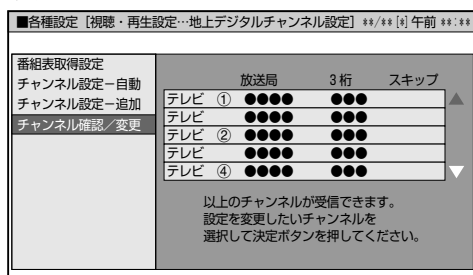 ■各種設定［視聴・再生設定…地上デジタルチャンネル設定］ **/** [*] 午前 **:**
番組表取得設定
チャンネル設定－自動
チャンネル設定－追加
チャンネル確認／変更
放送局 3桁 スキップ
テレビ ① ●●●● ●●●
テレビ ●●●● ●●●
テレビ ② ●●●● ●●●
テレビ ●●●● ●●●
テレビ ④ ●●●● ●●●
以上のチャンネルが受信できます。
設定を変更したいチャンネルを
選択して決定ボタンを押してください。